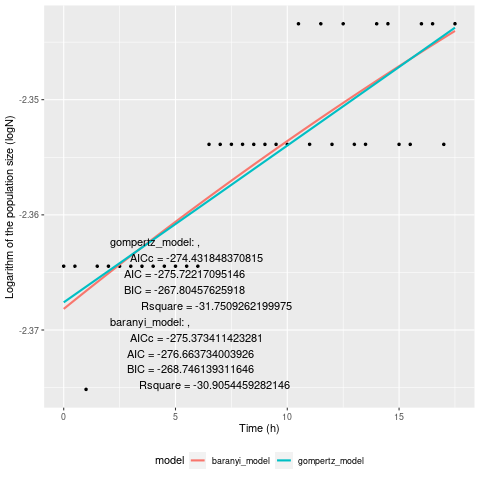 -2.35
-2.36
-2.37
Logarithm of the population size (logN)
gompertz_model: ,
AICc = -274.431848370815
AIC = -275.72217095146
BIC = -267.80457625918
Rsquare = -31.7509262199975
baranyi_model: ,
AICc = -275.373411423281
AIC = -276.663734003926
BIC = -268.746139311646
Rsquare = -30.9054459282146
0 5 10 15
Time (h)
model baranyi_model gompertz_model